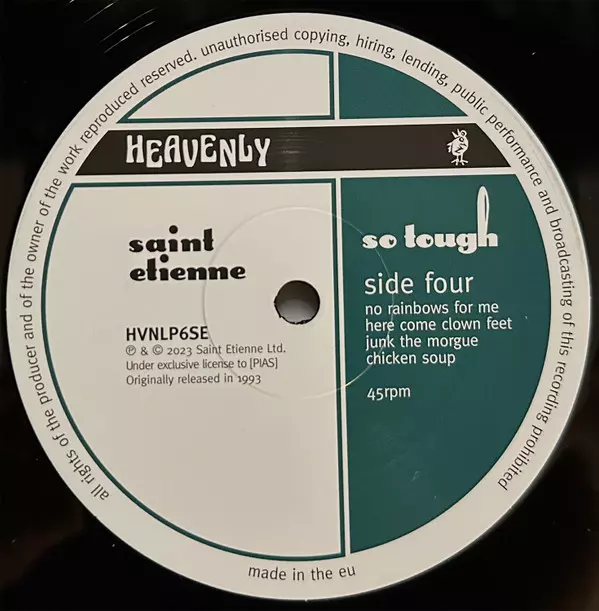 all rights of the producer and of the owner of the work reproduced reserved. unauthorised copying, hiring, lending, public performance and broadcasting of this recording prohibited
HEAVENLY
saint
etienne
HVNLP6SE
℗ & © 2023 Saint Etienne Ltd.
Under exclusive license to [PIAS]
Originally released in 1993
so tough
side four
no rainbows for me
here come clown feet
junk the morgue
chicken soup
45rpm
made in the eu